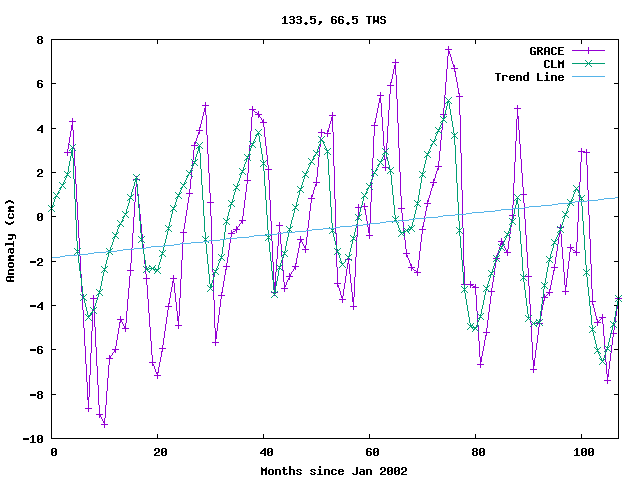 133.5, 66.5 TWS
GRACE
CLM
Trend Line
Anomaly (cm)
8
6
4
2
0
-2
-4
-6
-8
-10
0 20 40 60 80 100
Months since Jan 2002